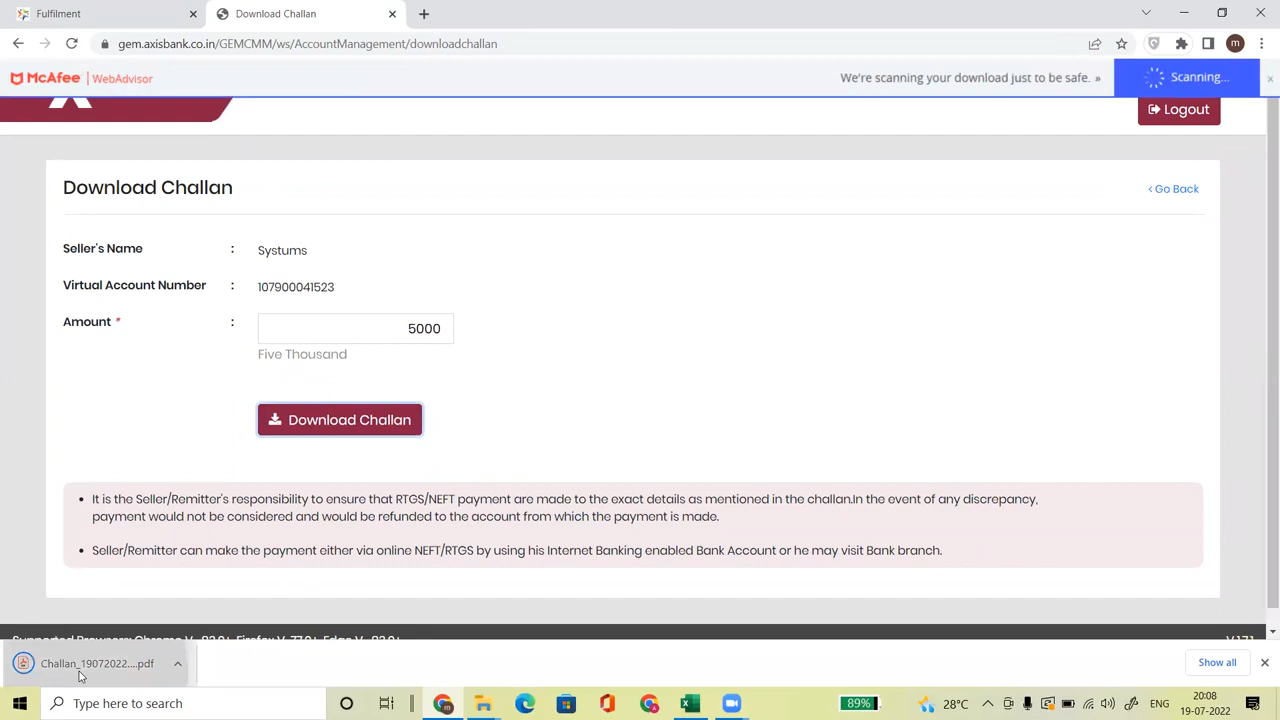 Fulfilment
Download Challan
gem.axisbank.co.in/GEMCMM/ws/AccountManagement/downloadchallan
m
McAfee | WebAdvisor
We're scanning your download just to be safe. »
Scanning...
Logout
Download Challan
< Go Back
Seller's Name : Systums
Virtual Account Number : 107900041523
Amount * : 5000
Five Thousand
Download Challan
• It is the Seller/Remitter's responsibility to ensure that RTGS/NEFT payment are made to the exact details as mentioned in the challan.In the event of any discrepancy,
payment would not be considered and would be refunded to the account from which the payment is made.
• Seller/Remitter can make the payment either via online NEFT/RTGS by using his Internet Banking enabled Bank Account or he may visit Bank branch.
Challan_19072022....pdf
Show all
Type here to search
89%
28°C
ENG
20:08
19-07-2022